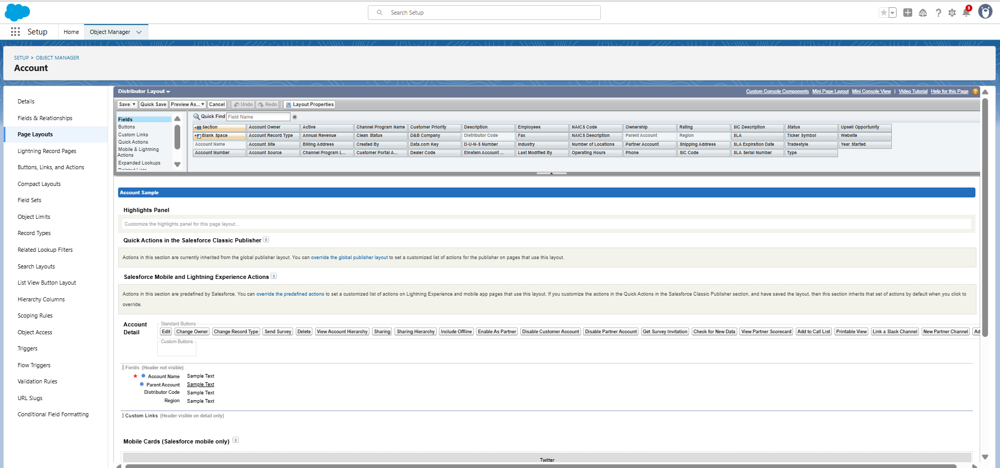 Search Setup
3
Setup
Home
Object Manager
SETUP > OBJECT MANAGER
Account
Details
Fields & Relationships
Page Layouts
Lightning Record Pages
Buttons, Links, and Actions
Compact Layouts
Field Sets
Object Limits
Record Types
Related Lookup Filters
Search Layouts
List View Button Layout
Hierarchy Columns
Scoping Rules
Object Access
Triggers
Flow Triggers
Validation Rules
URL Slugs
Conditional Field Formatting
Distributor Layout
Custom Console Components Mini Page Layout Mini Console View | Video Tutorial Help for this Page ?
Save Quick Save Preview As... Cancel Undo Redo Layout Properties
Fields
Buttons
Custom Links
Quick Actions
Mobile & Lightning
Actions
Expanded Lookups
Related Lists
Quick Find Field Name
Section Account Owner Active Channel Program Name Customer Priority Description Employees NAICS Code Ownership Rating SIC Description Status Upsell Opportunity
Blank Space Account Record Type Annual Revenue Clean Status D&B Company Distributor Code Fax NAICS Description Parent Account Region SLA Ticker Symbol Website
Account Name Account Site Billing Address Created By Data.com Key D-U-N-S Number Industry Number of Locations Partner Account Shipping Address SLA Expiration Date Tradestyle Year Started
Account Number Account Source Channel Program L... Customer Portal A... Dealer Code Einstein Account ... Last Modified By Operating Hours Phone SIC Code SLA Serial Number Type
Account Sample
Highlights Panel
Customize the highlights panel for this page layout...
Quick Actions in the Salesforce Classic Publisher i
Actions in this section are currently inherited from the global publisher layout. You can override the global publisher layout to set a customized list of actions for the publisher on pages that use this layout.
Salesforce Mobile and Lightning Experience Actions i
Actions in this section are predefined by Salesforce. You can override the predefined actions to set a customized list of actions on Lightning Experience and mobile app pages that use this layout. If you customize the actions in the Quick Actions in the Salesforce Classic Publisher section, and have saved the layout, then this section inherits that set of actions by default when you click to
override.
Account
Detail
Standard Buttons
Edit Change Owner Change Record Type Send Survey Delete View Account Hierarchy Sharing Sharing Hierarchy Include Offline Enable As Partner Disable Customer Account Disable Partner Account Get Survey Invitation Check for New Data View Partner Scorecard Add to Call List Printable View Link a Slack Channel New Partner Channel Ad
Custom Buttons
Fields (Header not visible)
* Account Name Sample Text
Parent Account Sample Text
Distributor Code Sample Text
Region Sample Text
Custom Links (Header visible on detail only)
Mobile Cards (Salesforce mobile only) i
Twitter